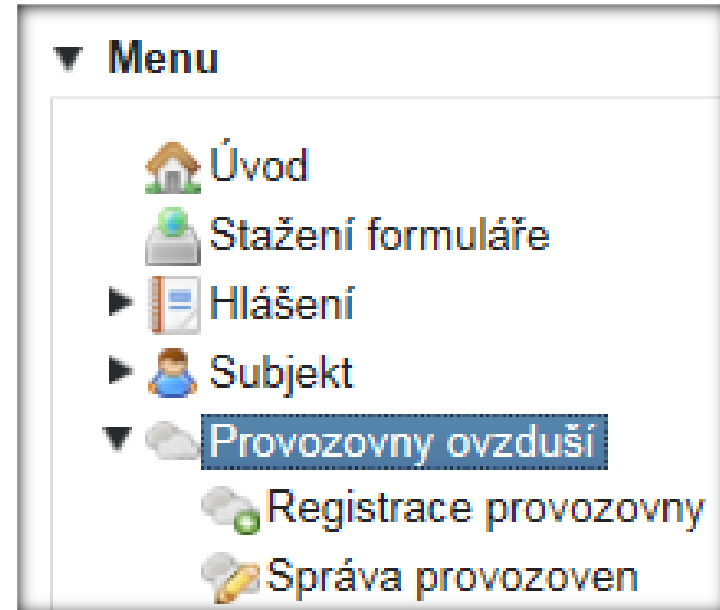 Menu
Úvod
Stažení formuláře
Hlášení
Subjekt
Provozovny ovzduší
Registrace provozovny
Správa provozoven